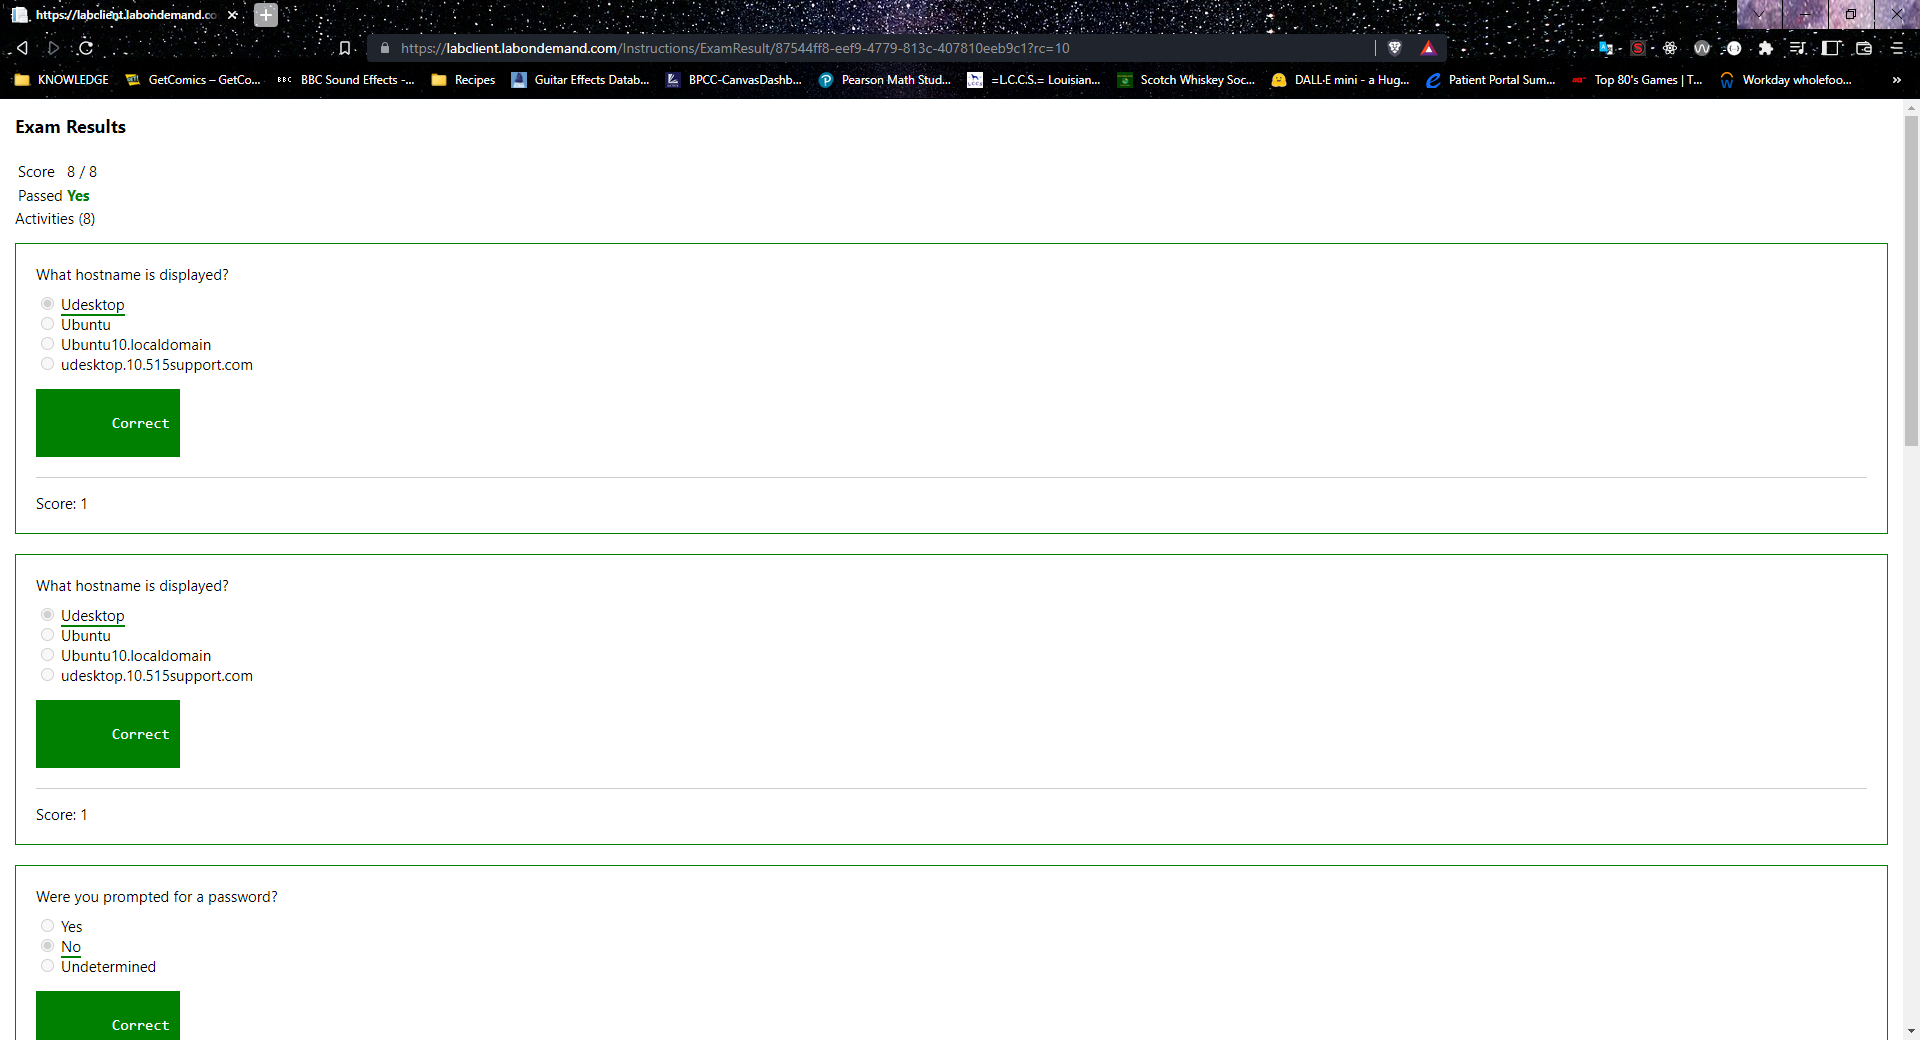 https://labclient.labondemand.co
https://labclient.labondemand.com/Instructions/ExamResult/87544ff8-eef9-4779-813c-407810eeb9c1?rc=10
KNOWLEDGE GetComics – GetCo... BBC BBC Sound Effects -... Recipes Guitar Effects Datab... BPCC-CanvasDashb... Pearson Math Stud... =L.C.C.S.= Louisian... Scotch Whiskey Soc... DALL·E mini - a Hug... Patient Portal Sum... Top 80's Games | T... Workday wholefoo... »
Exam Results
Score 8 / 8
Passed Yes
Activities (8)
What hostname is displayed?
Udesktop
Ubuntu
Ubuntu10.localdomain
udesktop.10.515support.com
Correct
Score: 1
What hostname is displayed?
Udesktop
Ubuntu
Ubuntu10.localdomain
udesktop.10.515support.com
Correct
Score: 1
Were you prompted for a password?
Yes
No
Undetermined
Correct